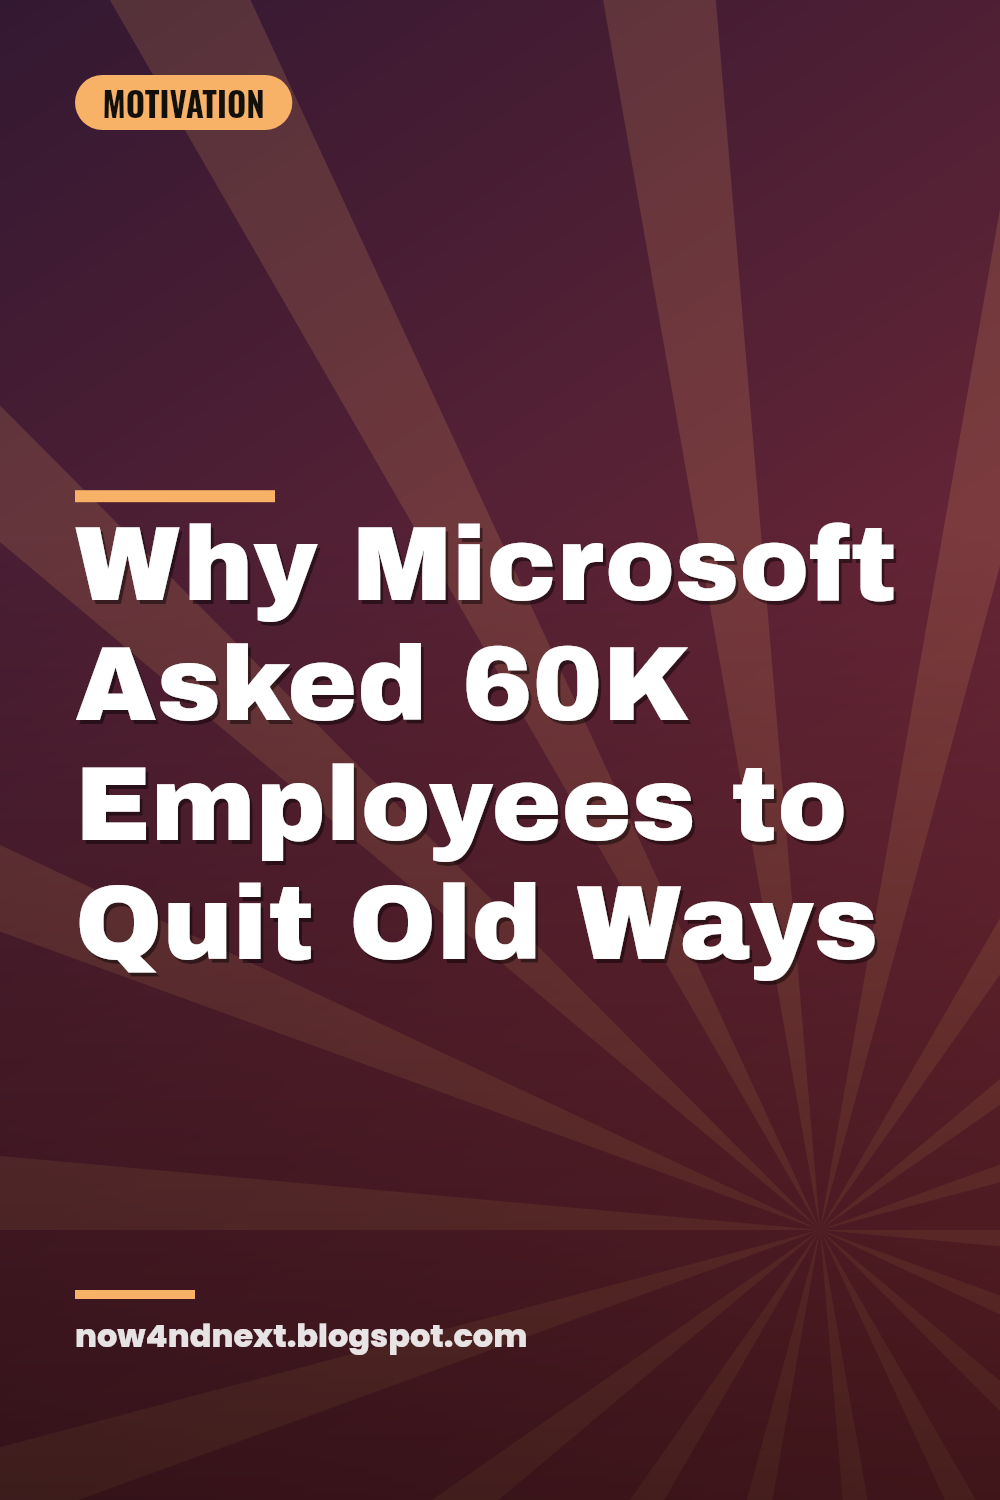 MOTIVATION
Why Microsoft
Asked 60K
Employees to
Quit Old Ways
now4ndnext.blogspot.com